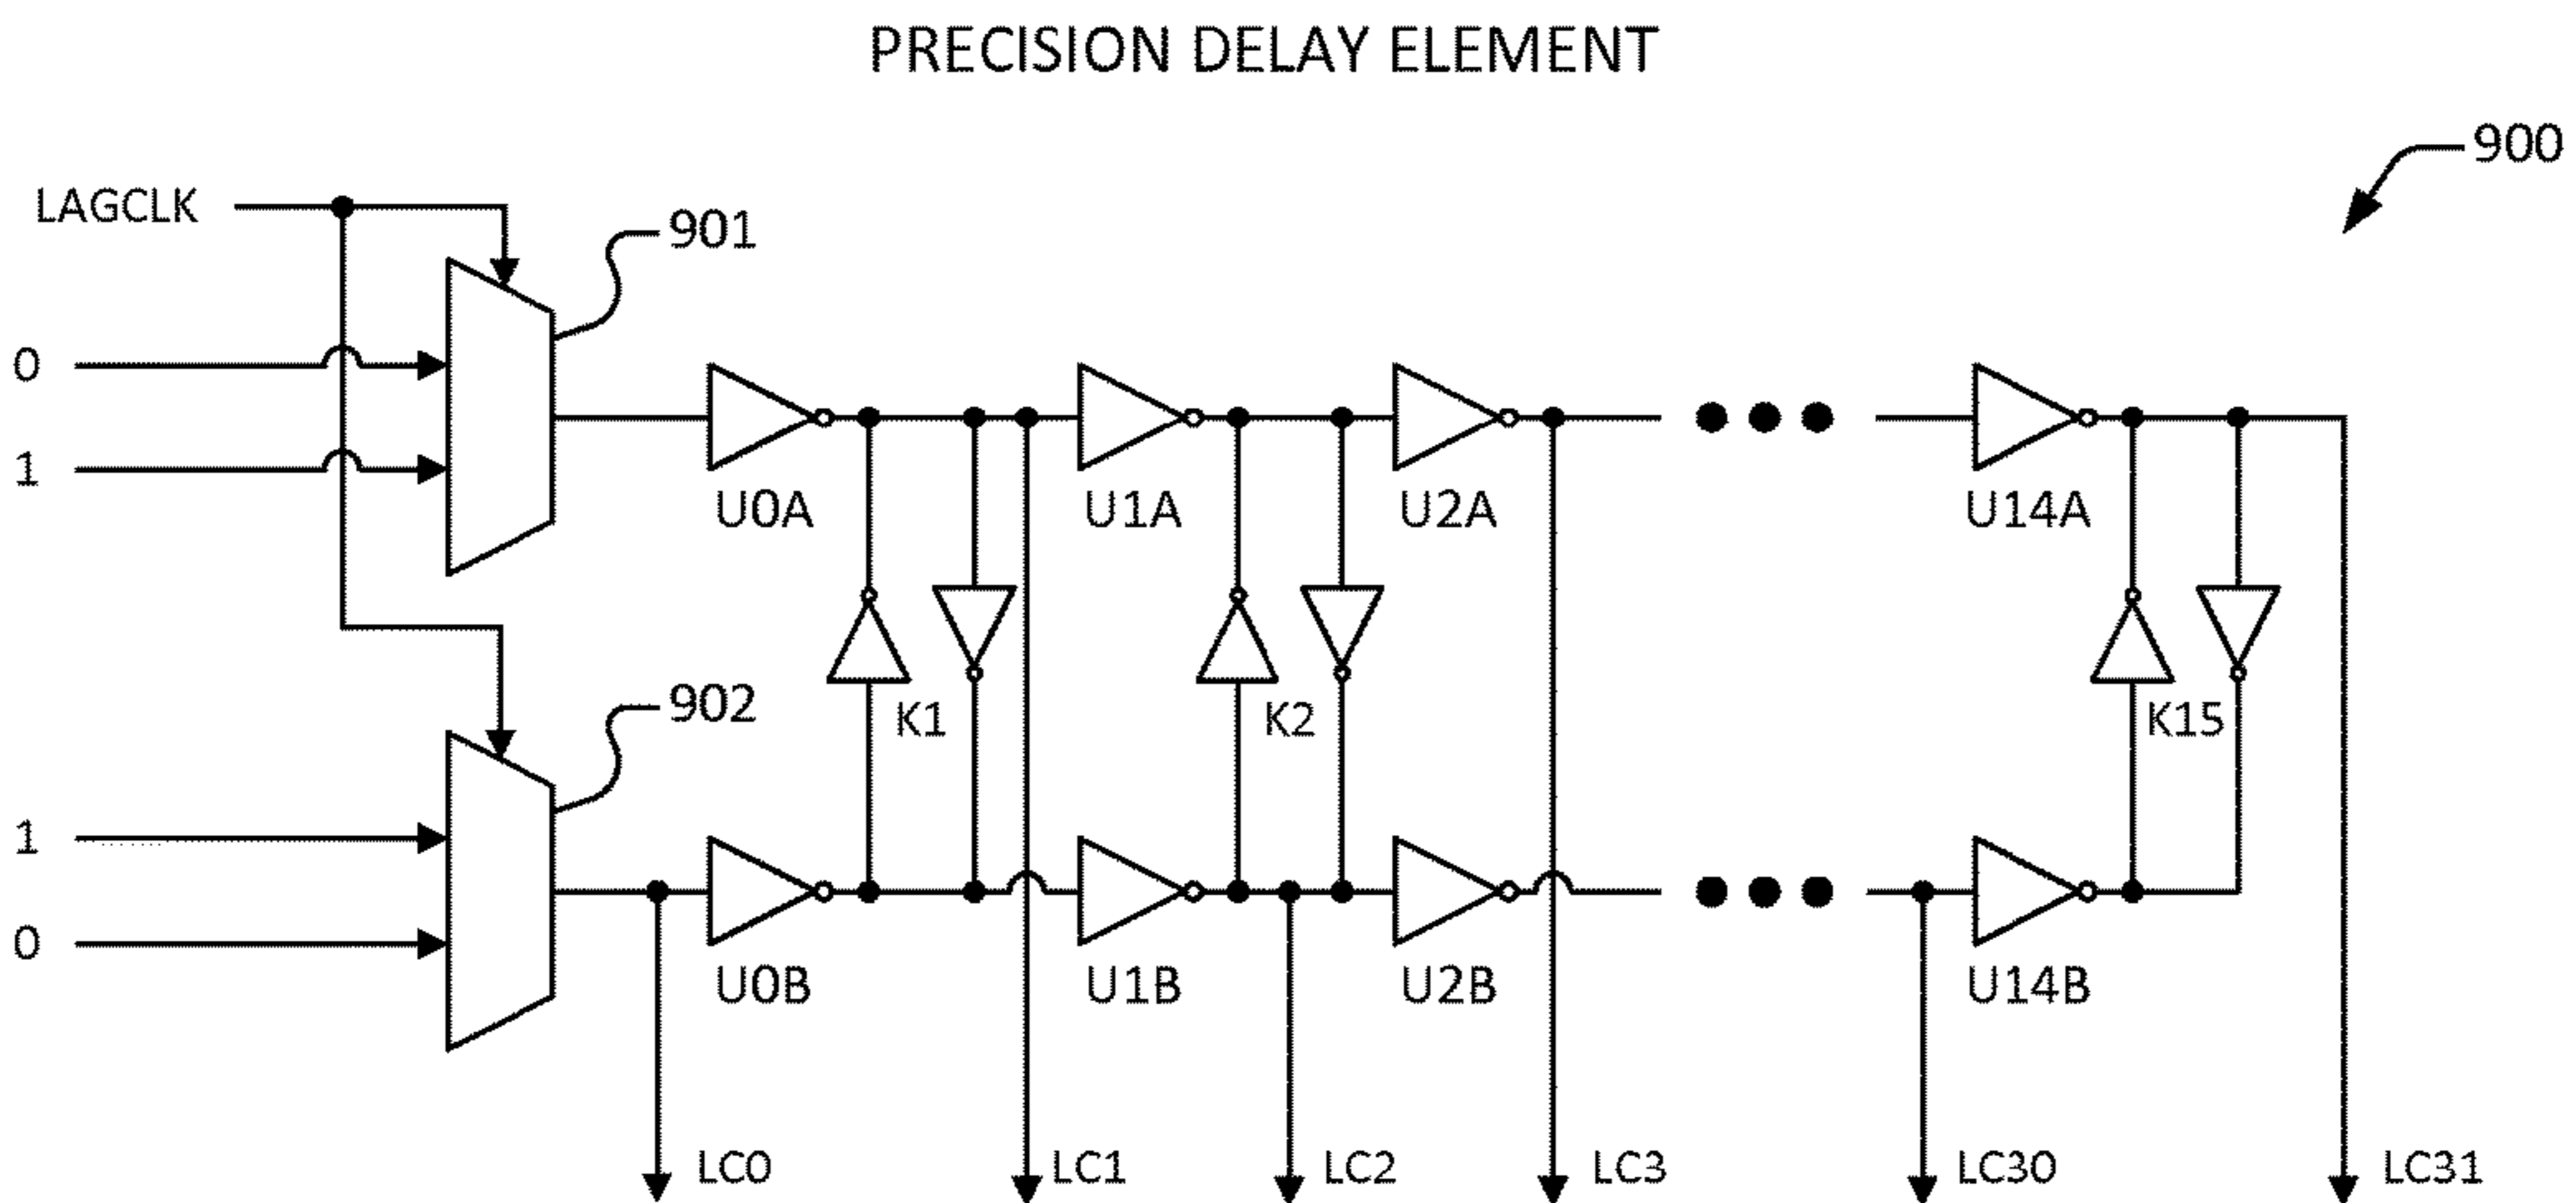 PRECISION DELAY ELEMENT
900
LAGCLK
901
0
1
U0A
U1A
U2A
U14A
902
K1
K2
K15
1
0
U0B
U1B
U2B
U14B
LC0
LC1
LC2
LC3
LC30
LC31